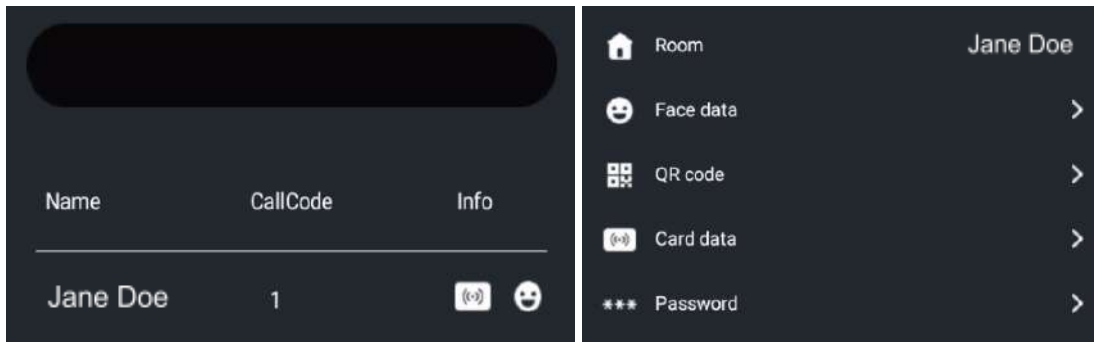 Name CallCode Info
Jane Doe 1
Room Jane Doe
Face data
QR code
Card data
*** Password